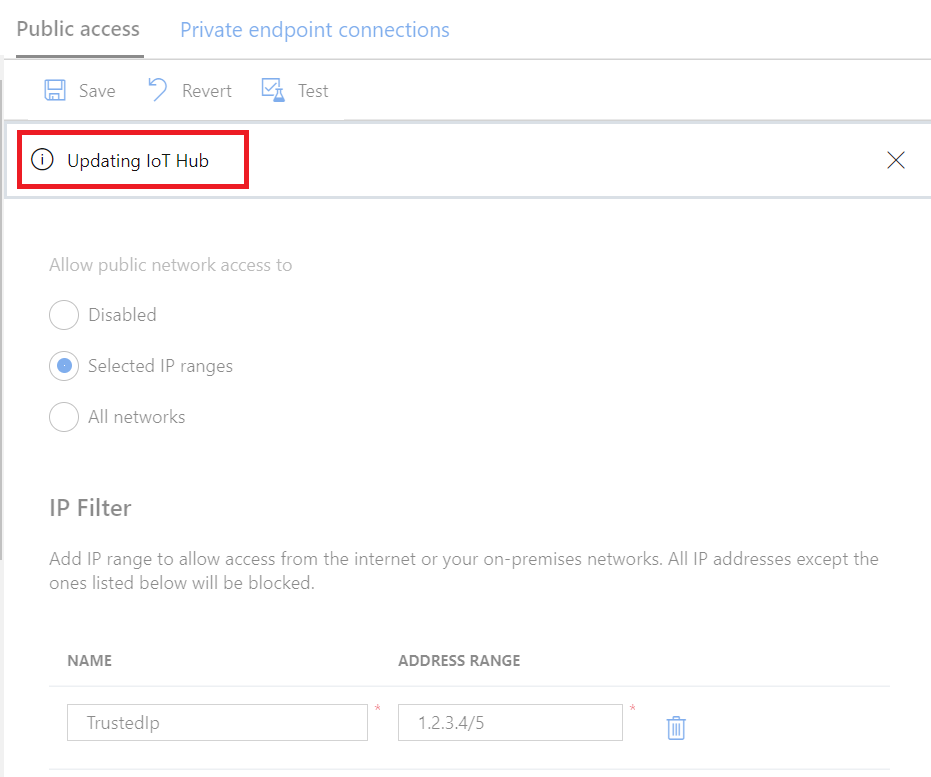 Public access Private endpoint connections
Save Revert Test
Updating IoT Hub
Allow public network access to
Disabled
Selected IP ranges
All networks
IP Filter
Add IP range to allow access from the internet or your on-premises networks. All IP addresses except the
ones listed below will be blocked.
NAME ADDRESS RANGE
TrustedIp * 1.2.3.4/5 *